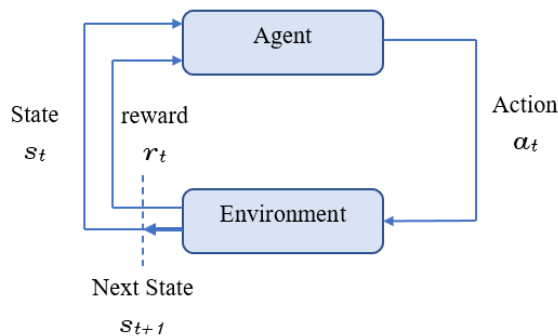 Agent
State
s_t
reward
r_t
Action
a_t
Environment
Next State
s_{t+1}